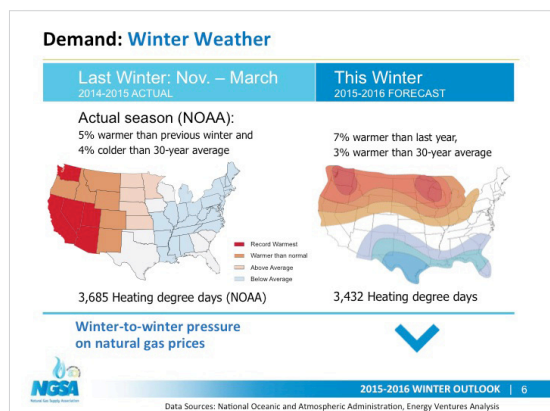 Demand: Winter Weather
Last Winter: Nov. – March
2014-2015 ACTUAL
This Winter
2015-2016 FORECAST
Actual season (NOAA):
5% warmer than previous winter and
4% colder than 30-year average
7% warmer than last year,
3% warmer than 30-year average
Record Warmest
Warmer than normal
Above Average
Below Average
3,685 Heating degree days (NOAA)
3,432 Heating degree days
Winter-to-winter pressure
on natural gas prices
NGSA
Natural Gas Supply Association
2015-2016 WINTER OUTLOOK | 6
Data Sources: National Oceanic and Atmospheric Administration, Energy Ventures Analysis